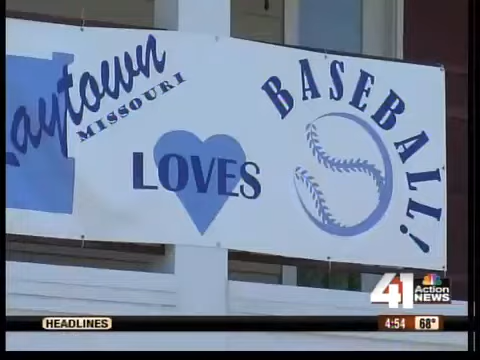 aytown
MISSOURI
LOVES
BASEBALL!
41 Action
NEWS
HEADLINES
4:54 68°